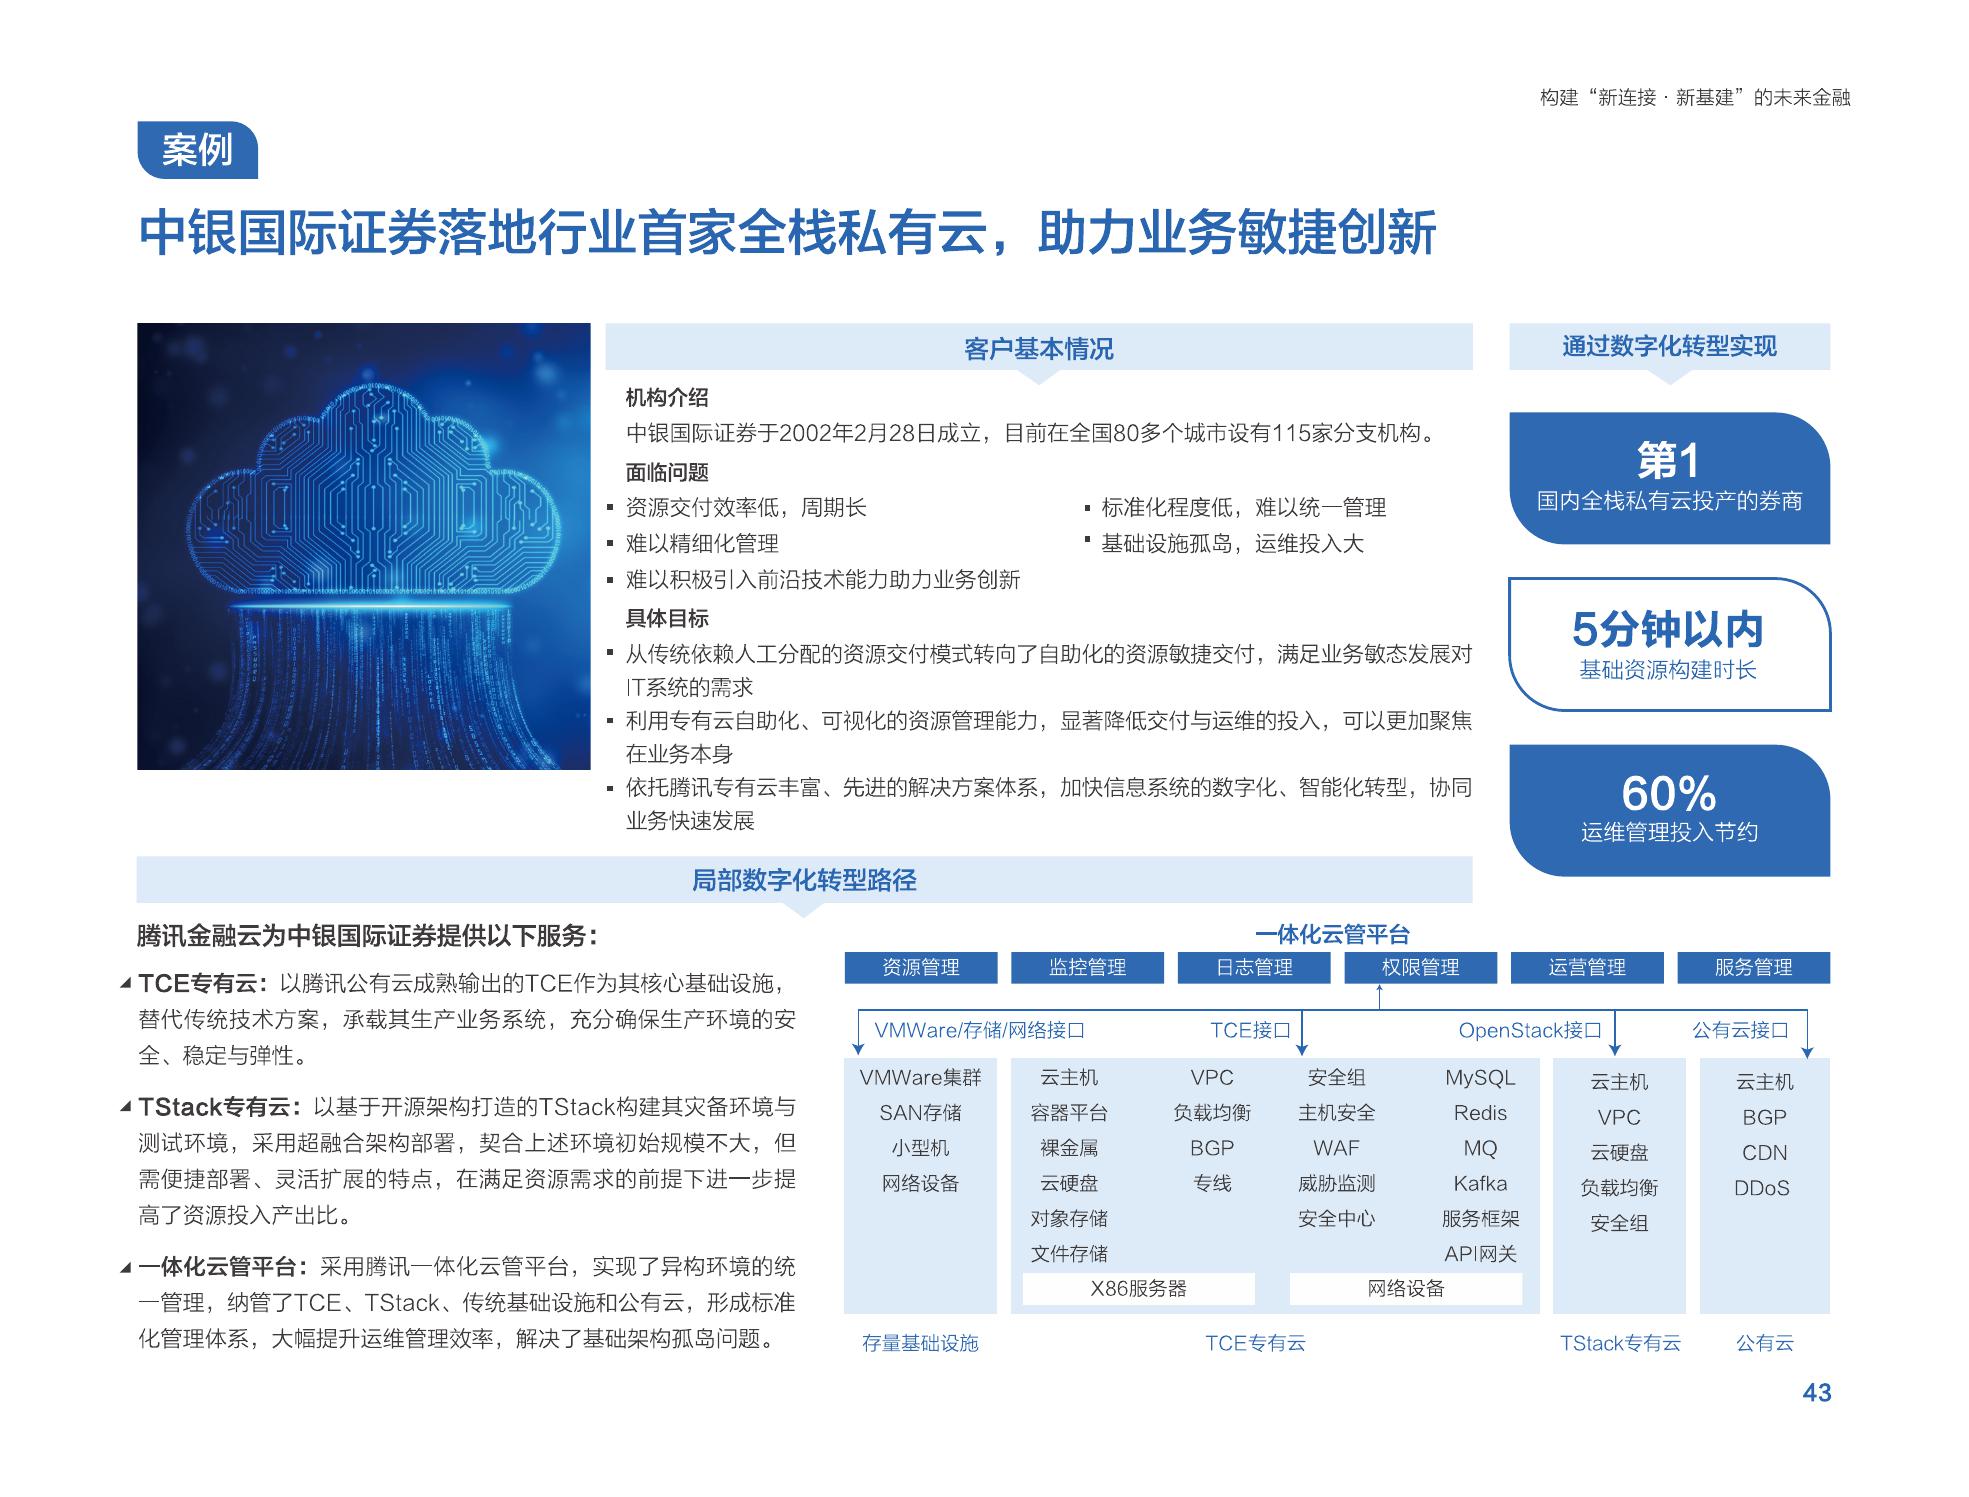 构建“新连接·新基建”的未来金融
案例
中银国际证券落地行业首家全栈私有云，助力业务敏捷创新
客户基本情况
机构介绍
中银国际证券于2002年2月28日成立，目前在全国80多个城市设有115家分支机构。
面临问题
▪ 资源交付效率低，周期长
▪ 标准化程度低，难以统一管理
▪ 难以精细化管理
▪ 基础设施孤岛，运维投入大
▪ 难以积极引入前沿技术能力助力业务创新
具体目标
▪ 从传统依赖人工分配的资源交付模式转向了自助化的资源敏捷交付，满足业务敏态发展对
IT系统的需求
▪ 利用专有云自助化、可视化的资源管理能力，显著降低交付与运维的投入，可以更加聚焦
在业务本身
▪ 依托腾讯专有云丰富、先进的解决方案体系，加快信息系统的数字化、智能化转型，协同
业务快速发展
通过数字化转型实现
第1
国内全栈私有云投产的券商
5分钟以内
基础资源构建时长
60%
运维管理投入节约
局部数字化转型路径
腾讯金融云为中银国际证券提供以下服务：
TCE专有云：以腾讯公有云成熟输出的TCE作为其核心基础设施，
替代传统技术方案，承载其生产业务系统，充分确保生产环境的安
全、稳定与弹性。
TStack专有云：以基于开源架构打造的TStack构建其灾备环境与
测试环境，采用超融合架构部署，契合上述环境初始规模不大，但
需便捷部署、灵活扩展的特点，在满足资源需求的前提下进一步提
高了资源投入产出比。
一体化云管平台：采用腾讯一体化云管平台，实现了异构环境的统
一管理，纳管了TCE、TStack、传统基础设施和公有云，形成标准
化管理体系，大幅提升运维管理效率，解决了基础架构孤岛问题。
一体化云管平台
资源管理 监控管理 日志管理 权限管理 运营管理 服务管理
VMWare/存储/网络接口 TCE接口 OpenStack接口 公有云接口
VMWare集群
SAN存储
小型机
网络设备
云主机
容器平台
裸金属
云硬盘
对象存储
文件存储
VPC
负载均衡
BGP
专线
安全组
主机安全
WAF
威胁监测
安全中心
MySQL
Redis
MQ
Kafka
服务框架
API网关
X86服务器
网络设备
云主机
VPC
云硬盘
负载均衡
安全组
云主机
BGP
CDN
DDoS
存量基础设施 TCE专有云 TStack专有云 公有云
43